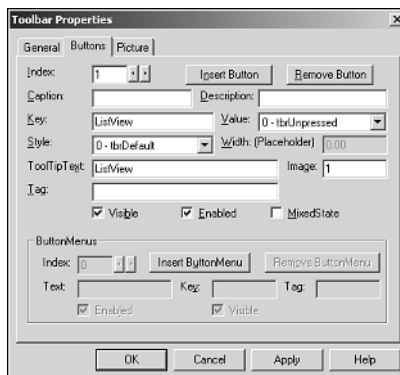 Toolbar Properties
General Buttons Picture
Index: 1 Insert Button Remove Button
Caption: Description:
Key: ListView Value: 0 - tbrUnpressed
Style: 0 - tbrDefault Width: (Placeholder) 0.00
ToolTipText: ListView Image: 1
Tag:
Visible Enabled MixedState
ButtonMenus
Index: 0 Insert ButtonMenu Remove ButtonMenu
Text: Key: Tag:
Enabled Visible
OK Cancel Apply Help